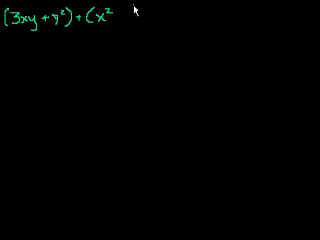 (3xy + y²) + (x²